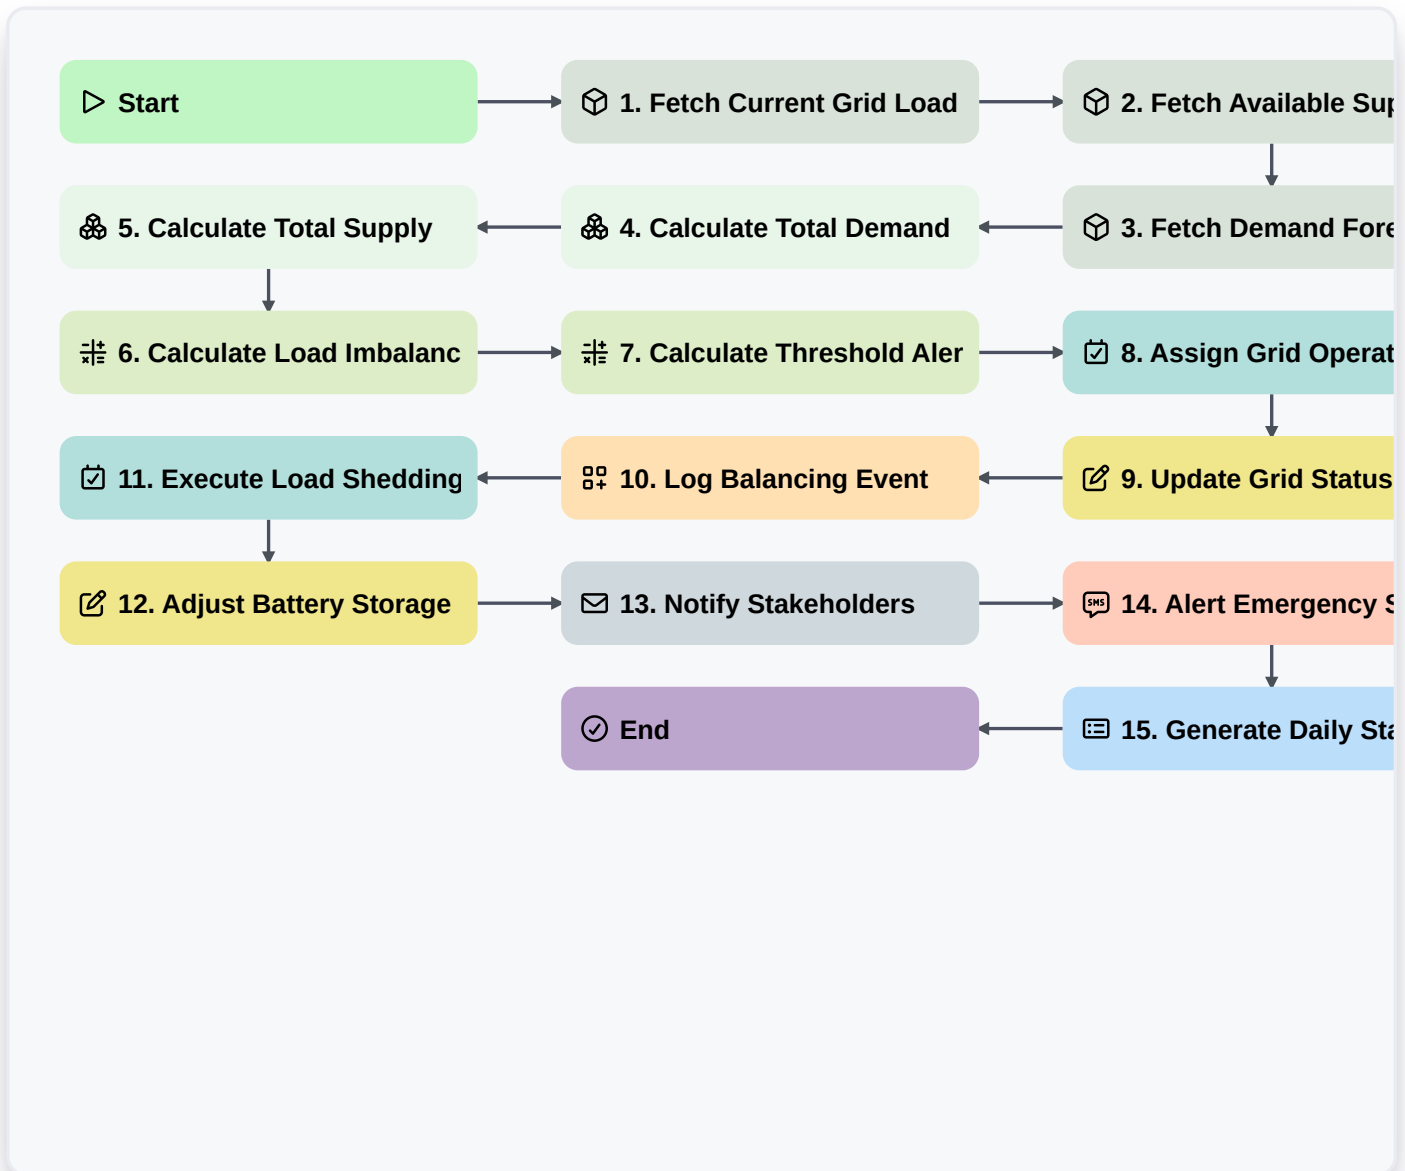 Start
1. Fetch Current Grid Load
2. Fetch Available Sup
5. Calculate Total Supply
4. Calculate Total Demand
3. Fetch Demand Fore
6. Calculate Load Imbalanc
7. Calculate Threshold Aler
8. Assign Grid Operat
11. Execute Load Shedding
10. Log Balancing Event
9. Update Grid Status
12. Adjust Battery Storage
13. Notify Stakeholders
14. Alert Emergency S
End
15. Generate Daily Sta